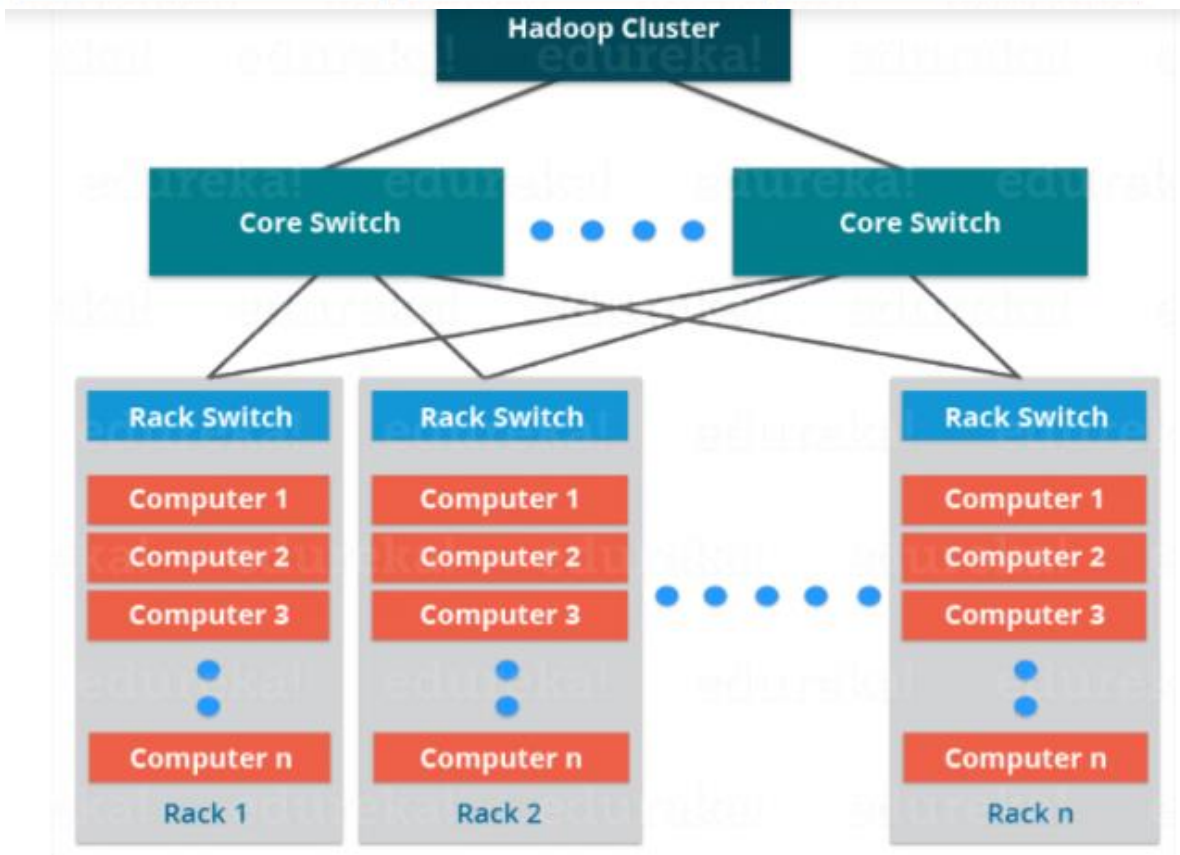 Hadoop Cluster
edureka!
Core Switch
Core Switch
Rack Switch
Rack Switch
Rack Switch
Computer 1
Computer 1
Computer 1
Computer 2
Computer 2
Computer 2
Computer 3
Computer 3
Computer 3
Computer n
Computer n
Computer n
Rack 1
Rack 2
Rack n